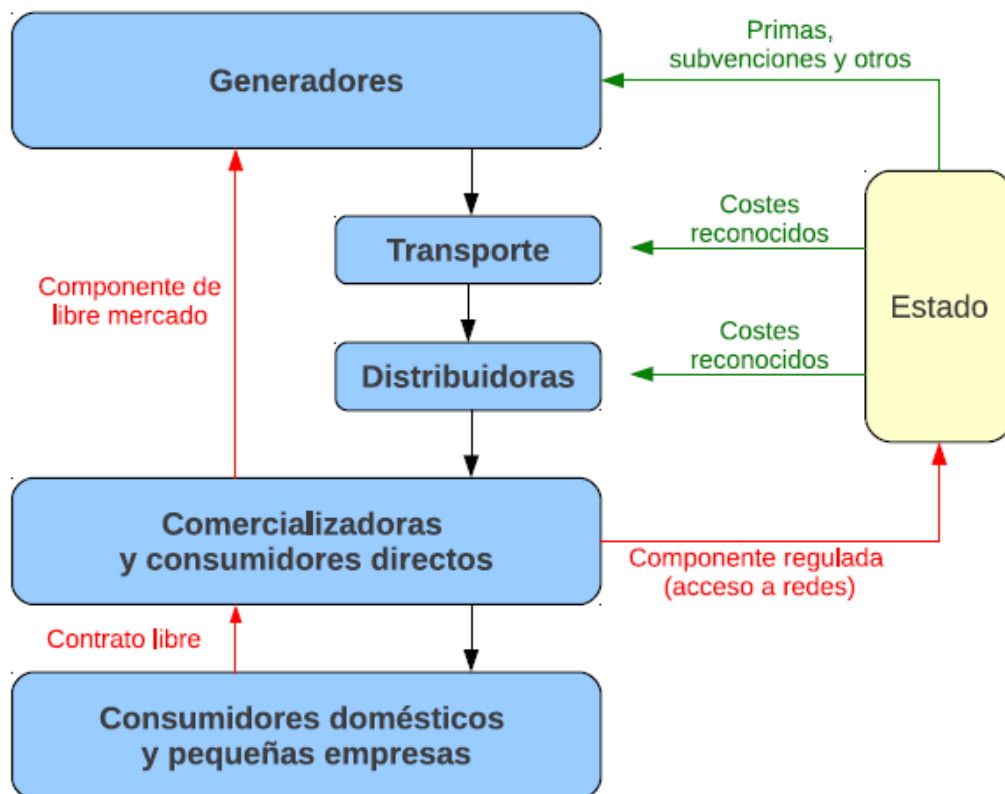 Primas,
subvenciones y otros
Generadores
Costes
reconocidos
Transporte
Componente de
libre mercado
Estado
Costes
reconocidos
Distribuidoras
Comercializadoras
y consumidores directos
Componente regulada
(acceso a redes)
Contrato libre
Consumidores domésticos
y pequeñas empresas